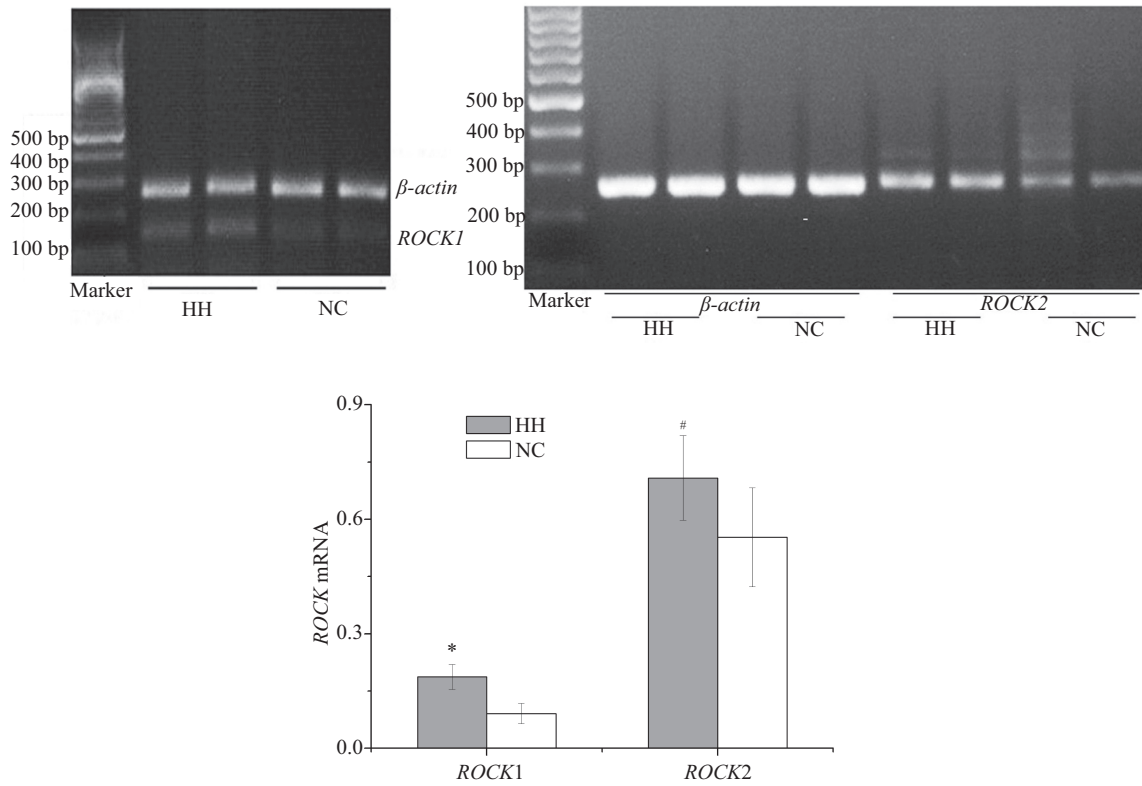 500 bp
400 bp
300 bp
200 bp
100 bp
β-actin
ROCK1
Marker
HH NC
500 bp
400 bp
300 bp
200 bp
100 bp
Marker β-actin ROCK2
HH NC HH NC
0.9
0.6
0.3
0.0
ROCK mRNA
HH
NC
#
*
ROCK1 ROCK2